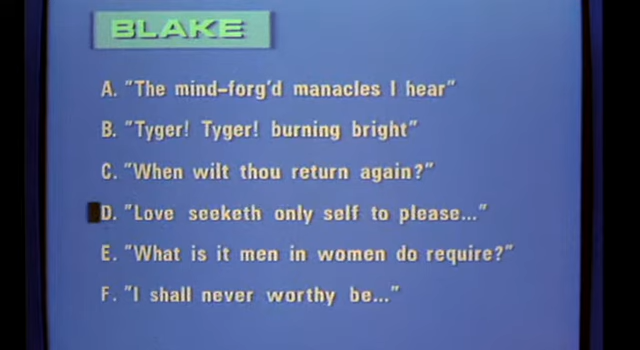 BLAKE
A. "The mind-forg'd manacles I hear"
B. "Tyger! Tyger! burning bright"
C. "When wilt thou return again?"
D. "Love seeketh only self to please..."
E. "What is it men in women do require?"
F. "I shall never worthy be..."